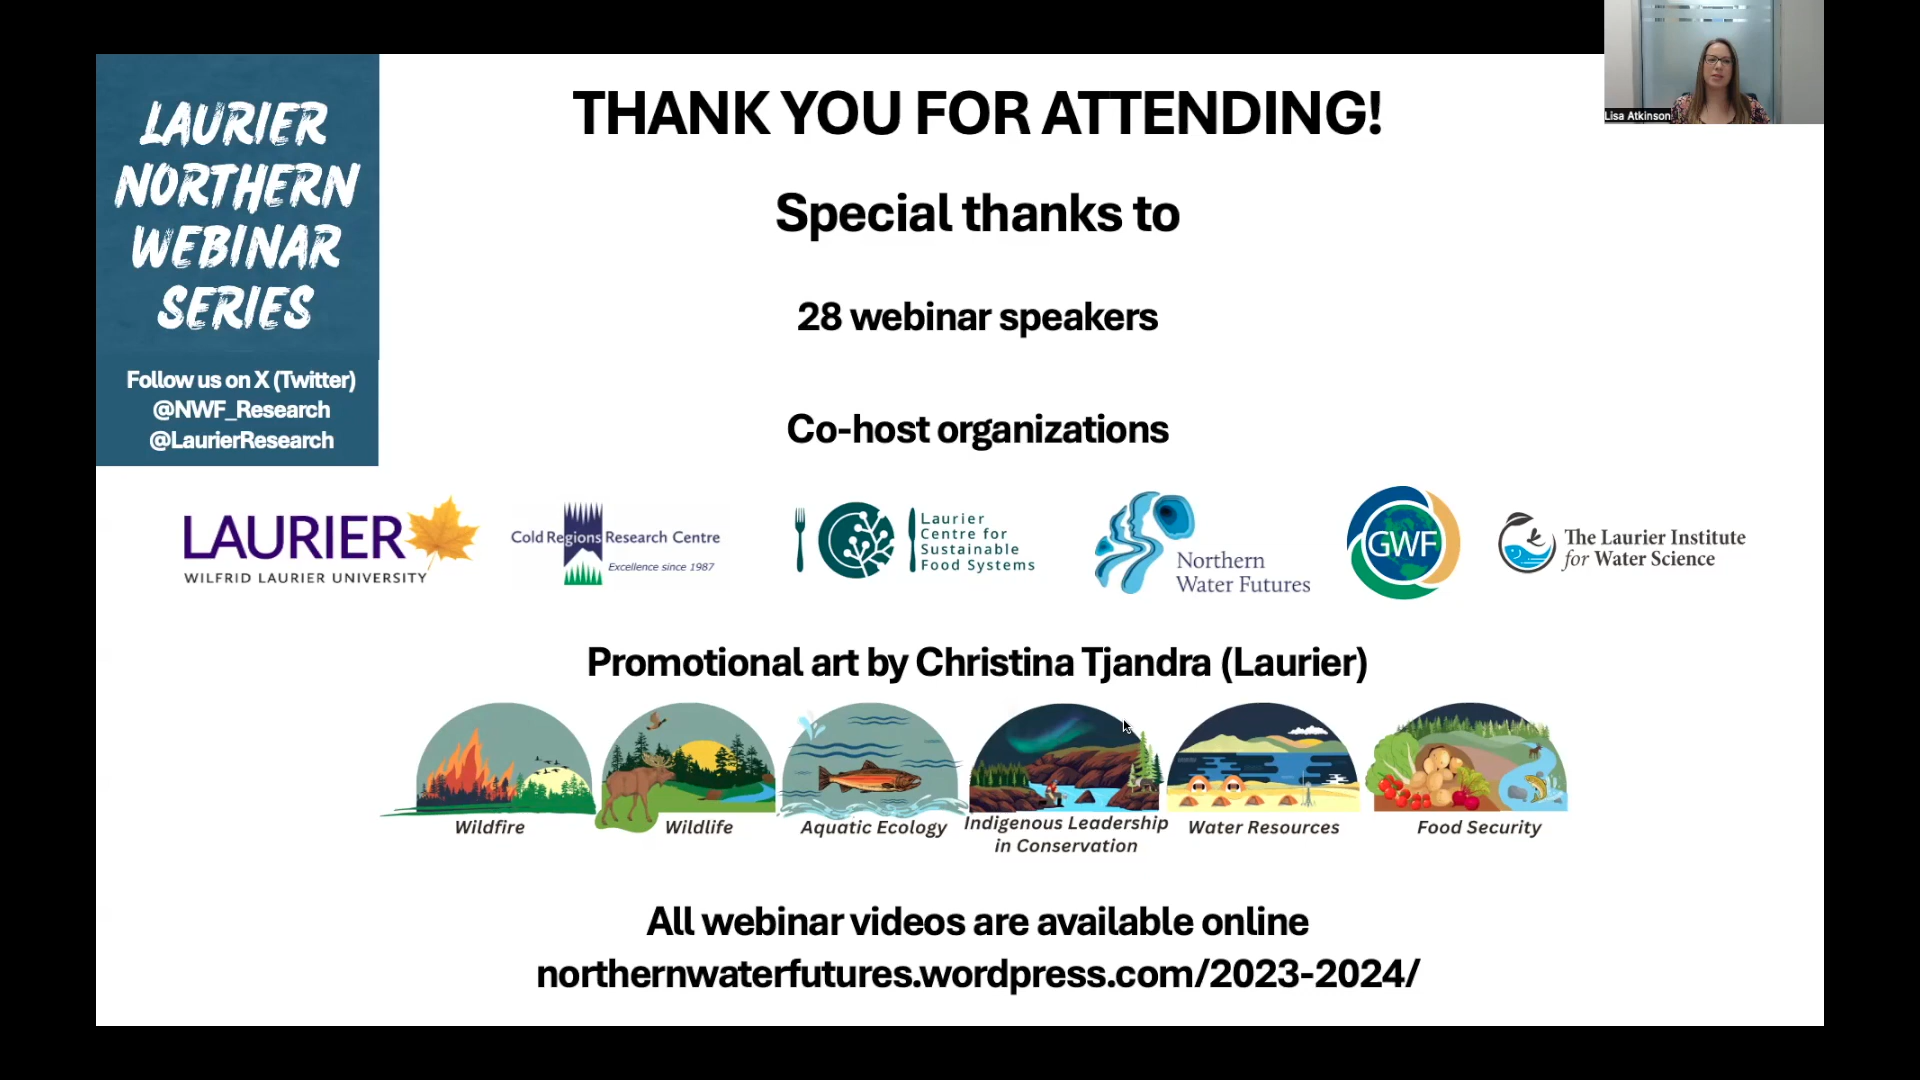 LAURIER
NORTHERN
WEBINAR
SERIES
Follow us on X (Twitter)
@NWF_Research
@LaurierResearch
THANK YOU FOR ATTENDING!
Lisa Atkinson
Special thanks to
28 webinar speakers
Co-host organizations
LAURIER
WILFRID LAURIER UNIVERSITY
Cold Regions Research Centre
Excellence since 1987
Laurier
Centre for
Sustainable
Food Systems
Northern
Water Futures
GWF
The Laurier Institute
for Water Science
Promotional art by Christina Tjandra (Laurier)
Wildfire
Wildlife
Aquatic Ecology
Indigenous Leadership
in Conservation
Water Resources
Food Security
All webinar videos are available online
northernwaterfutures.wordpress.com/2023-2024/